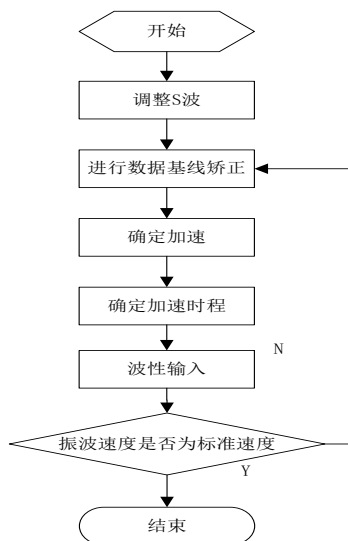 开始
调整S波
进行数据基线矫正
确定加速
确定加速时程
N
波性输入
振波速度是否为标准速度
Y
结束